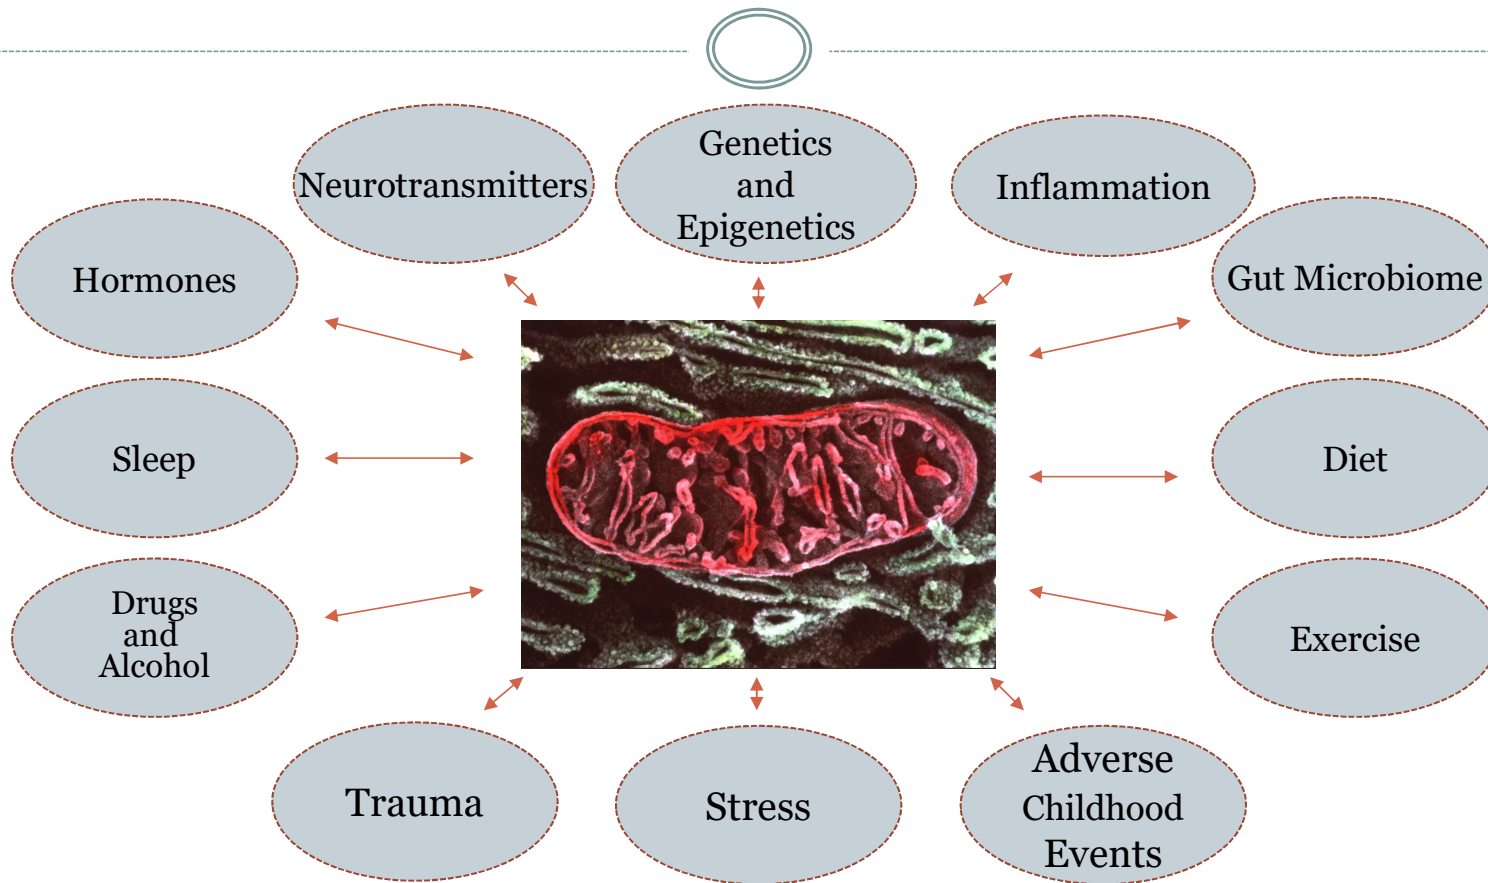 Neurotransmitters
Genetics
and
Epigenetics
Inflammation
Hormones
Gut Microbiome
Sleep
Diet
Drugs
and
Alcohol
Exercise
Trauma
Stress
Adverse
Childhood
Events